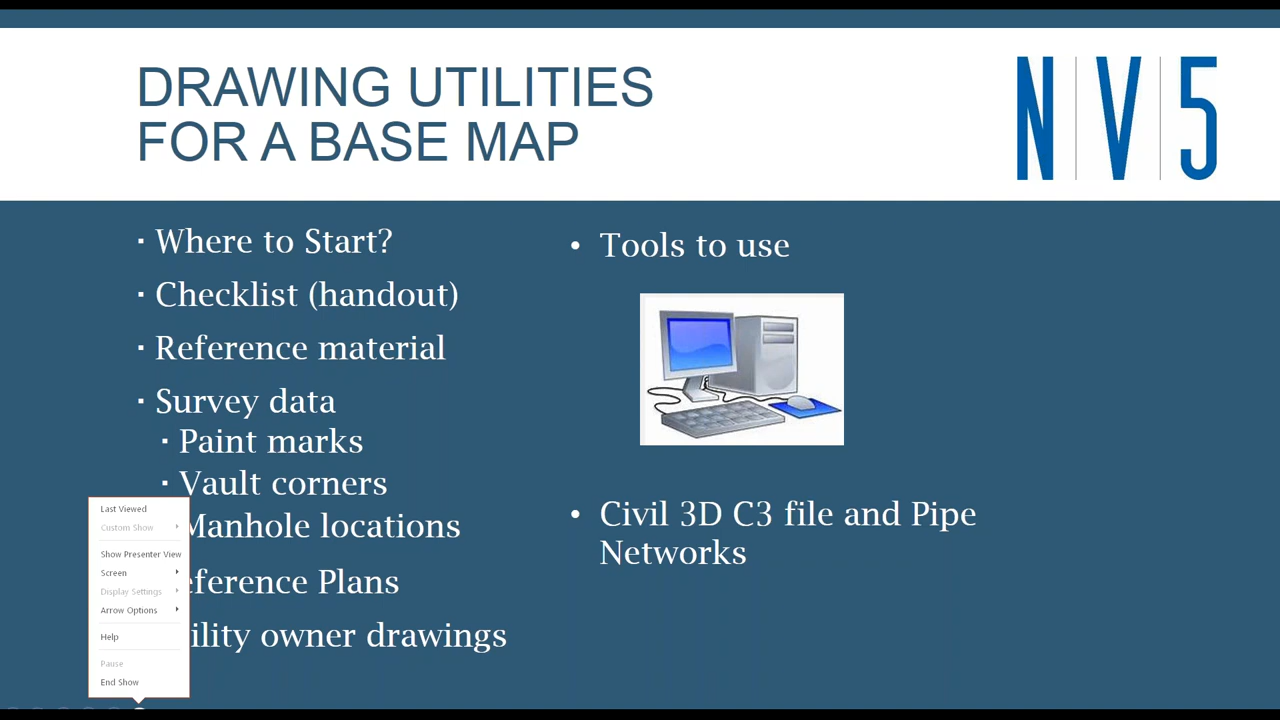 DRAWING UTILITIES
FOR A BASE MAP
NV5
Where to Start?
Checklist (handout)
Reference material
Survey data
Paint marks
Vault corners
Manhole locations
eference Plans
ility owner drawings
Tools to use
Civil 3D C3 file and Pipe
Networks
Last Viewed
Custom Show
Show Presenter View
Screen
Display Settings
Arrow Options
Help
Pause
End Show